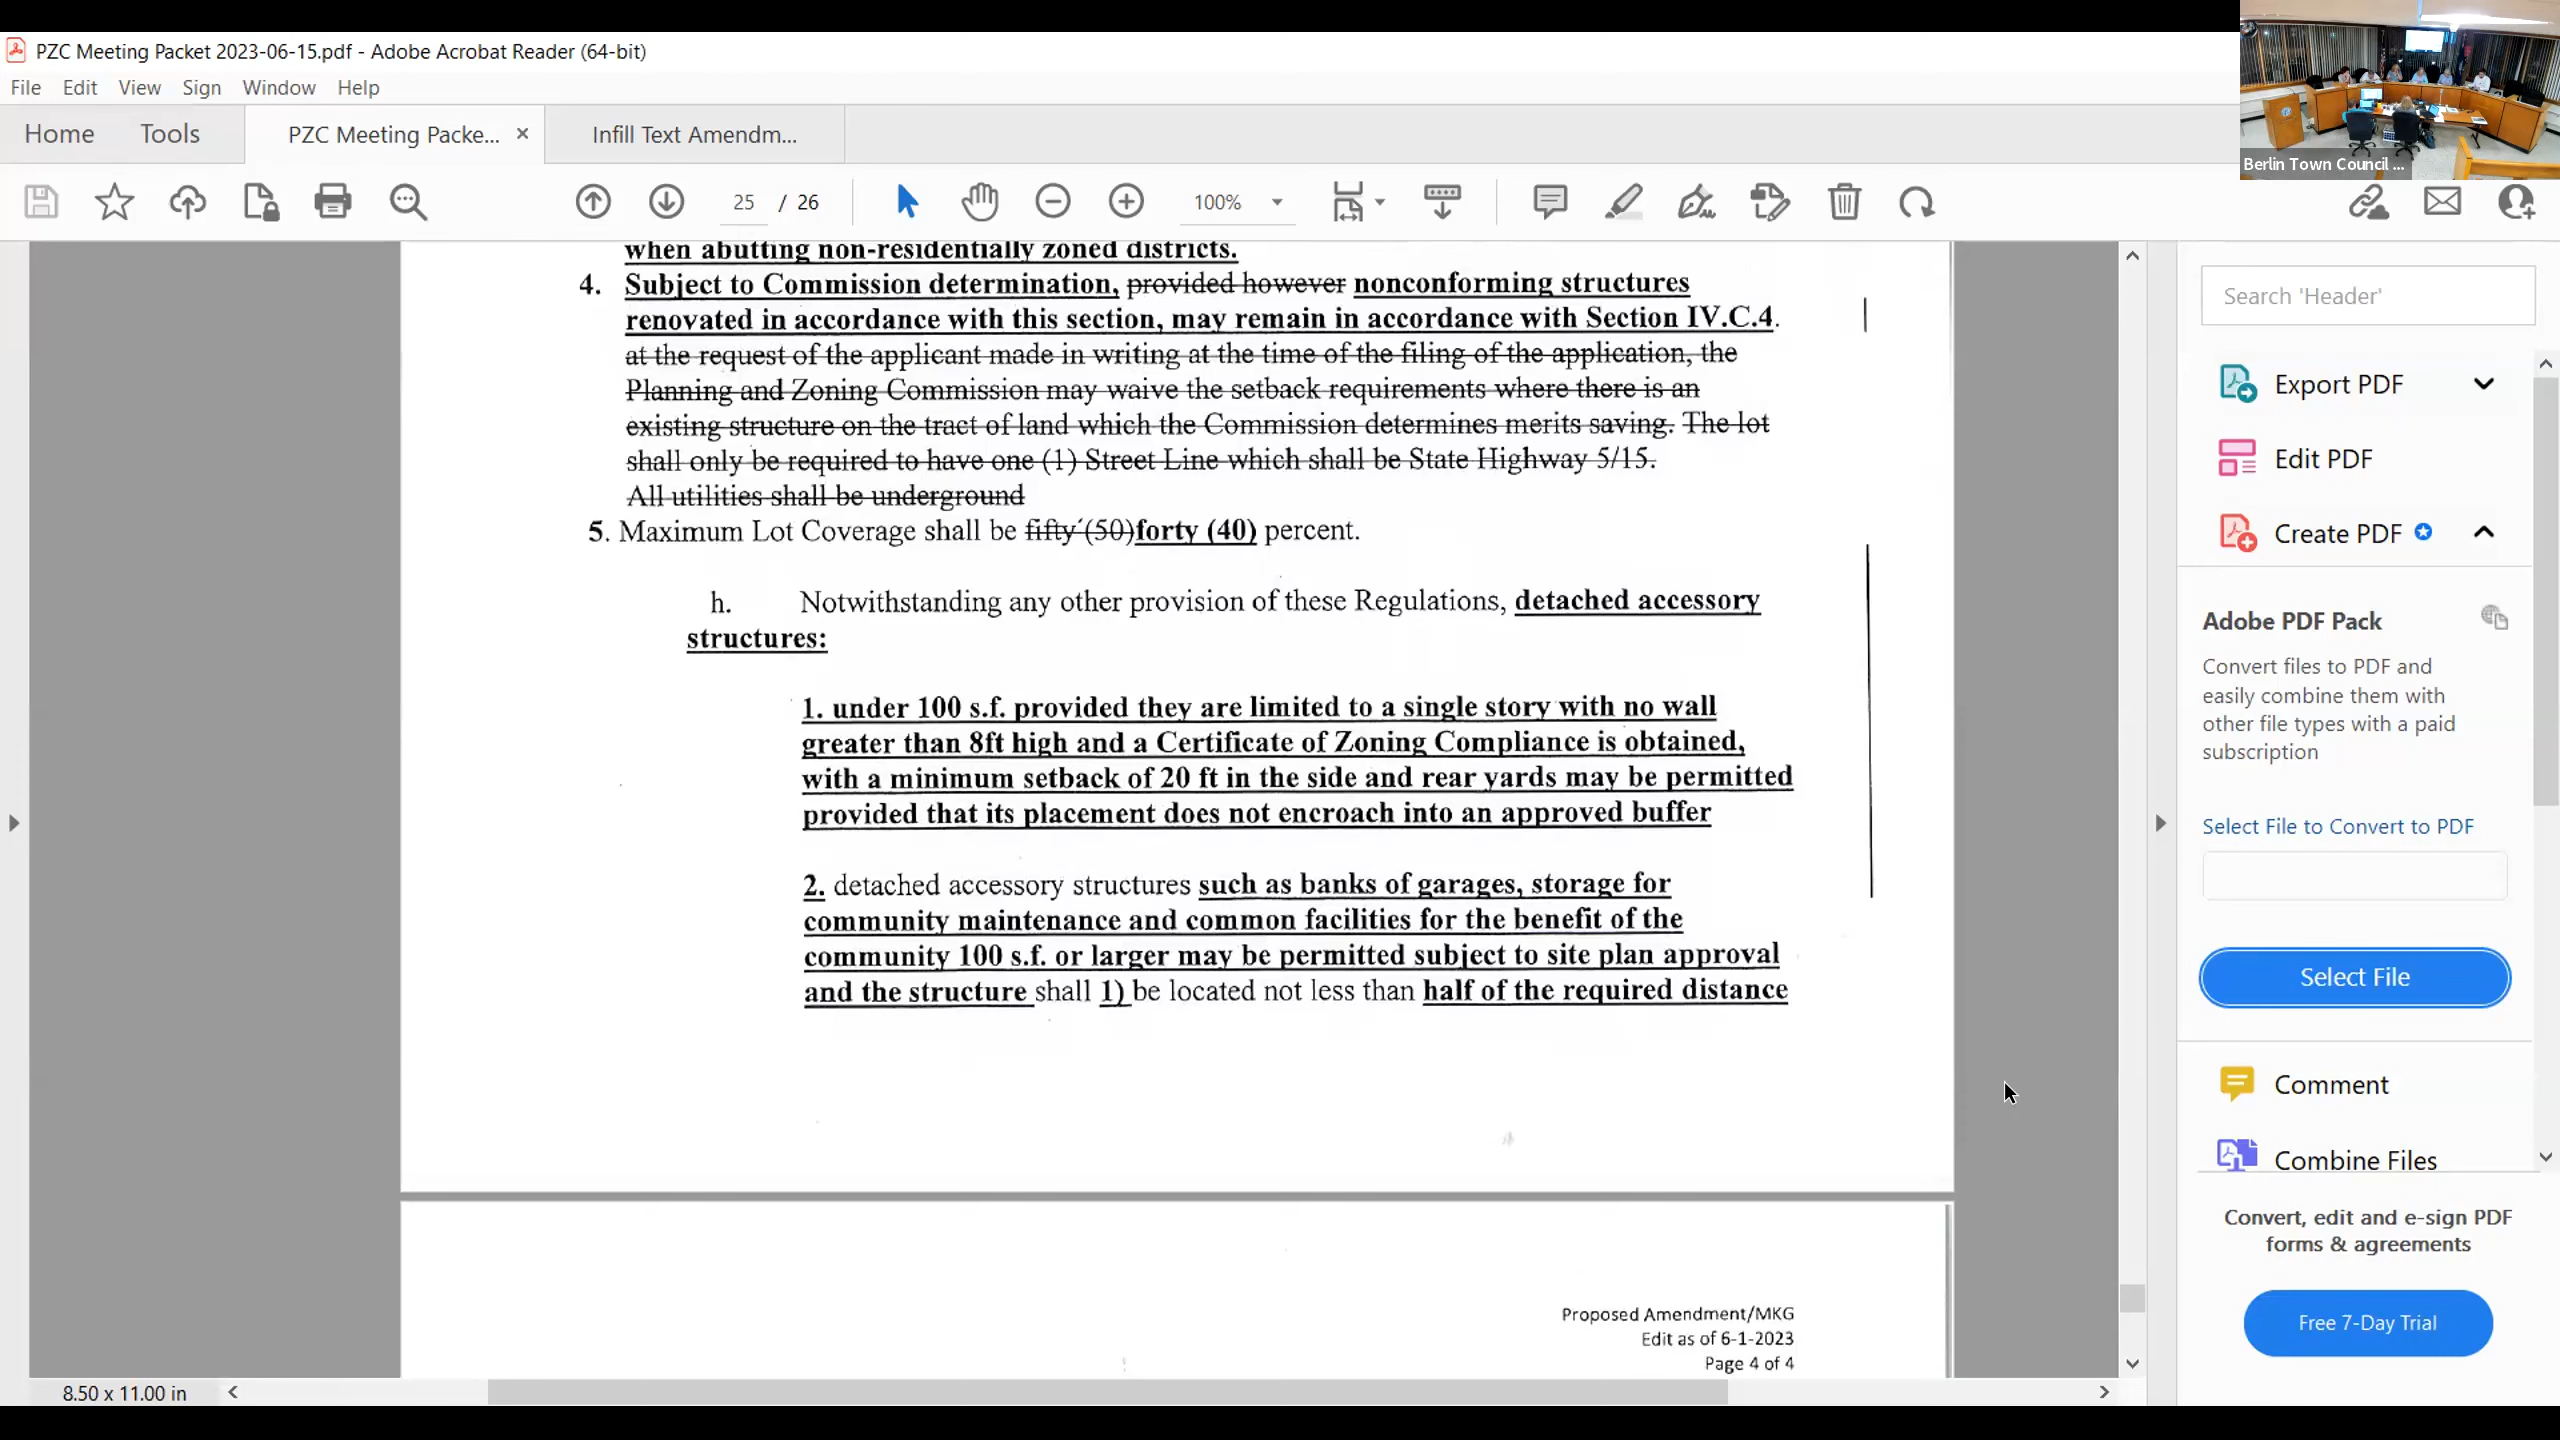 PZC Meeting Packet 2023-06-15.pdf - Adobe Acrobat Reader (64-bit)
File Edit View Sign Window Help
Home Tools PZC Meeting Packe... Infill Text Amendm...
Berlin Town Council ...
25 / 26 100%
when abutting non-residentially zoned districts.
4. Subject to Commission determination, provided however nonconforming structures
renovated in accordance with this section, may remain in accordance with Section IV.C.4.
at the request of the applicant made in writing at the time of the filing of the application, the
Planning and Zoning Commission may waive the setback requirements where there is an
existing structure on the tract of land which the Commission determines merits saving. The lot
shall only be required to have one (1) Street Line which shall be State Highway 5/15.
All utilities shall be underground
5. Maximum Lot Coverage shall be fifty (50)forty (40) percent.
h. Notwithstanding any other provision of these Regulations, detached accessory
structures:
1. under 100 s.f. provided they are limited to a single story with no wall
greater than 8ft high and a Certificate of Zoning Compliance is obtained,
with a minimum setback of 20 ft in the side and rear yards may be permitted
provided that its placement does not encroach into an approved buffer
2. detached accessory structures such as banks of garages, storage for
community maintenance and common facilities for the benefit of the
community 100 s.f. or larger may be permitted subject to site plan approval
and the structure shall 1) be located not less than half of the required distance
Proposed Amendment/MKG
Edit as of 6-1-2023
Page 4 of 4
8.50 x 11.00 in
Search 'Header'
Export PDF
Edit PDF
Create PDF
Adobe PDF Pack
Convert files to PDF and
easily combine them with
other file types with a paid
subscription
Select File to Convert to PDF
Select File
Comment
Combine Files
Convert, edit and e-sign PDF
forms & agreements
Free 7-Day Trial